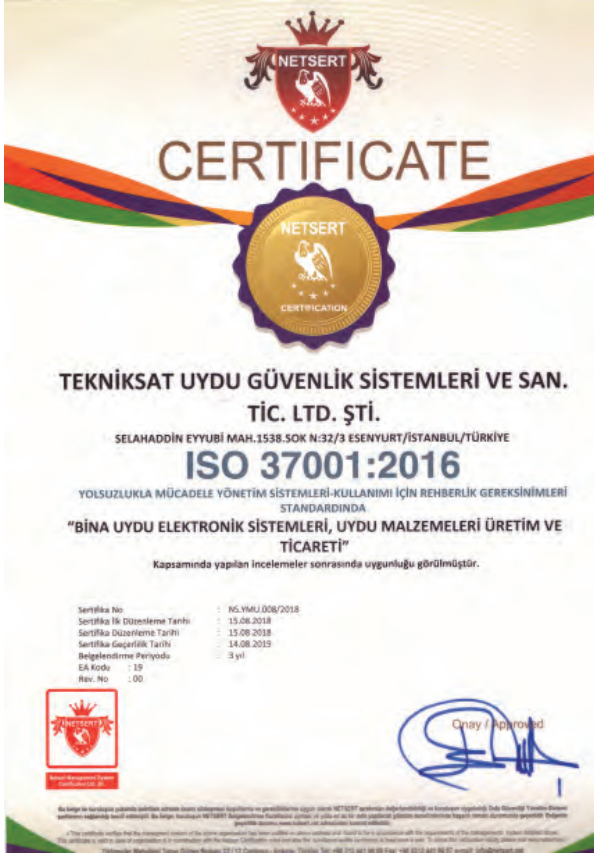 NETSERT
CERTIFICATE
NETSERT
CERTIFICATION
TEKNİKSAT UYDU GÜVENLİK SİSTEMLERİ VE SAN.
TİC. LTD. ŞTİ.
SELAHADDİN EYYUBİ MAH.1538.SOK N:32/3 ESENYURT/İSTANBUL/TÜRKİYE
ISO 37001:2016
YOLSUZLUKLA MÜCADELE YÖNETİM SİSTEMLERİ-KULLANIMI İÇİN REHBERLİK GEREKSİNİMLERİ
STANDARDINDA
"BİNA UYDU ELEKTRONİK SİSTEMLERİ, UYDU MALZEMELERİ ÜRETİM VE
TİCARETİ"
Kapsamında yapılan incelemeler sonrasında uygunluğu görülmüştür.
Sertifika No : NS.YMU.008/2018
Sertifika İlk Düzenleme Tarihi : 15.08.2018
Sertifika Düzenleme Tarihi : 15.08.2018
Sertifika Geçerlilik Tarihi : 14.08.2019
Belgelendirme Periyodu : 3 yıl
EA Kodu : 19
Rev. No : 00
NETSERT
Onay / Approved